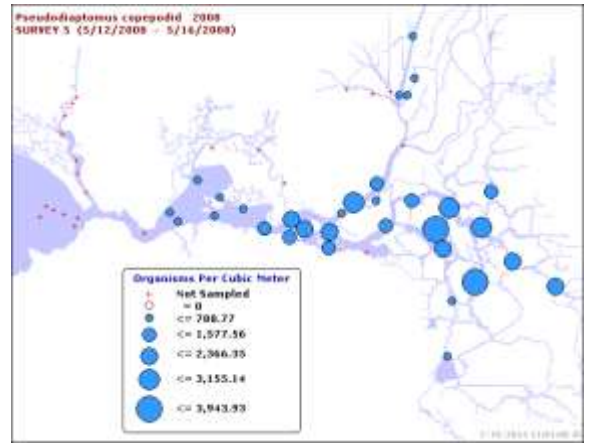 Pseudodiaptomus copepodid 2008
SURVEY 5 (5/12/2008 - 5/16/2008)
Organisms Per Cubic Meter
Not Sampled
= 0
<= 788.77
<= 1,577.56
<= 2,366.35
<= 3,155.14
<= 3,943.93